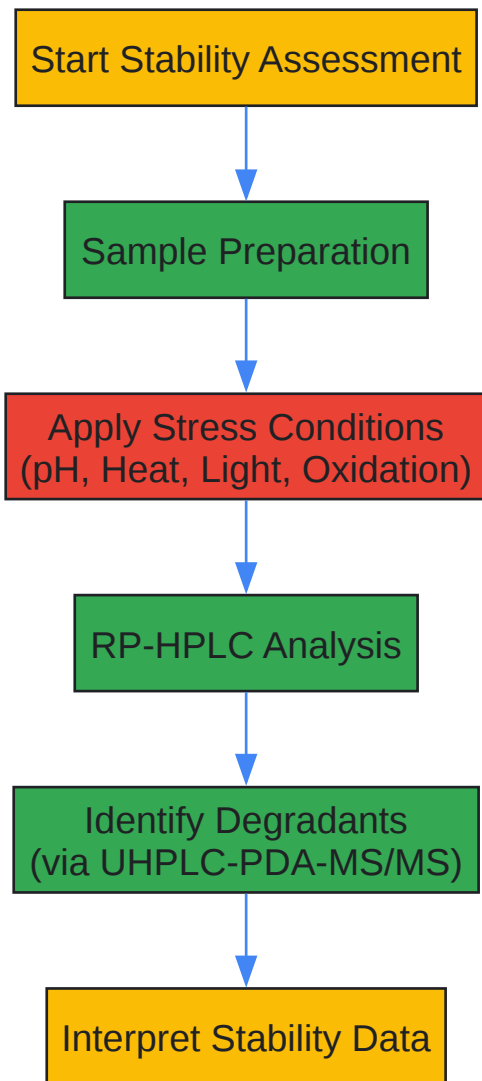 Start Stability Assessment
Sample Preparation
Apply Stress Conditions
(pH, Heat, Light, Oxidation)
RP-HPLC Analysis
Identify Degradants
(via UHPLC-PDA-MS/MS)
Interpret Stability Data